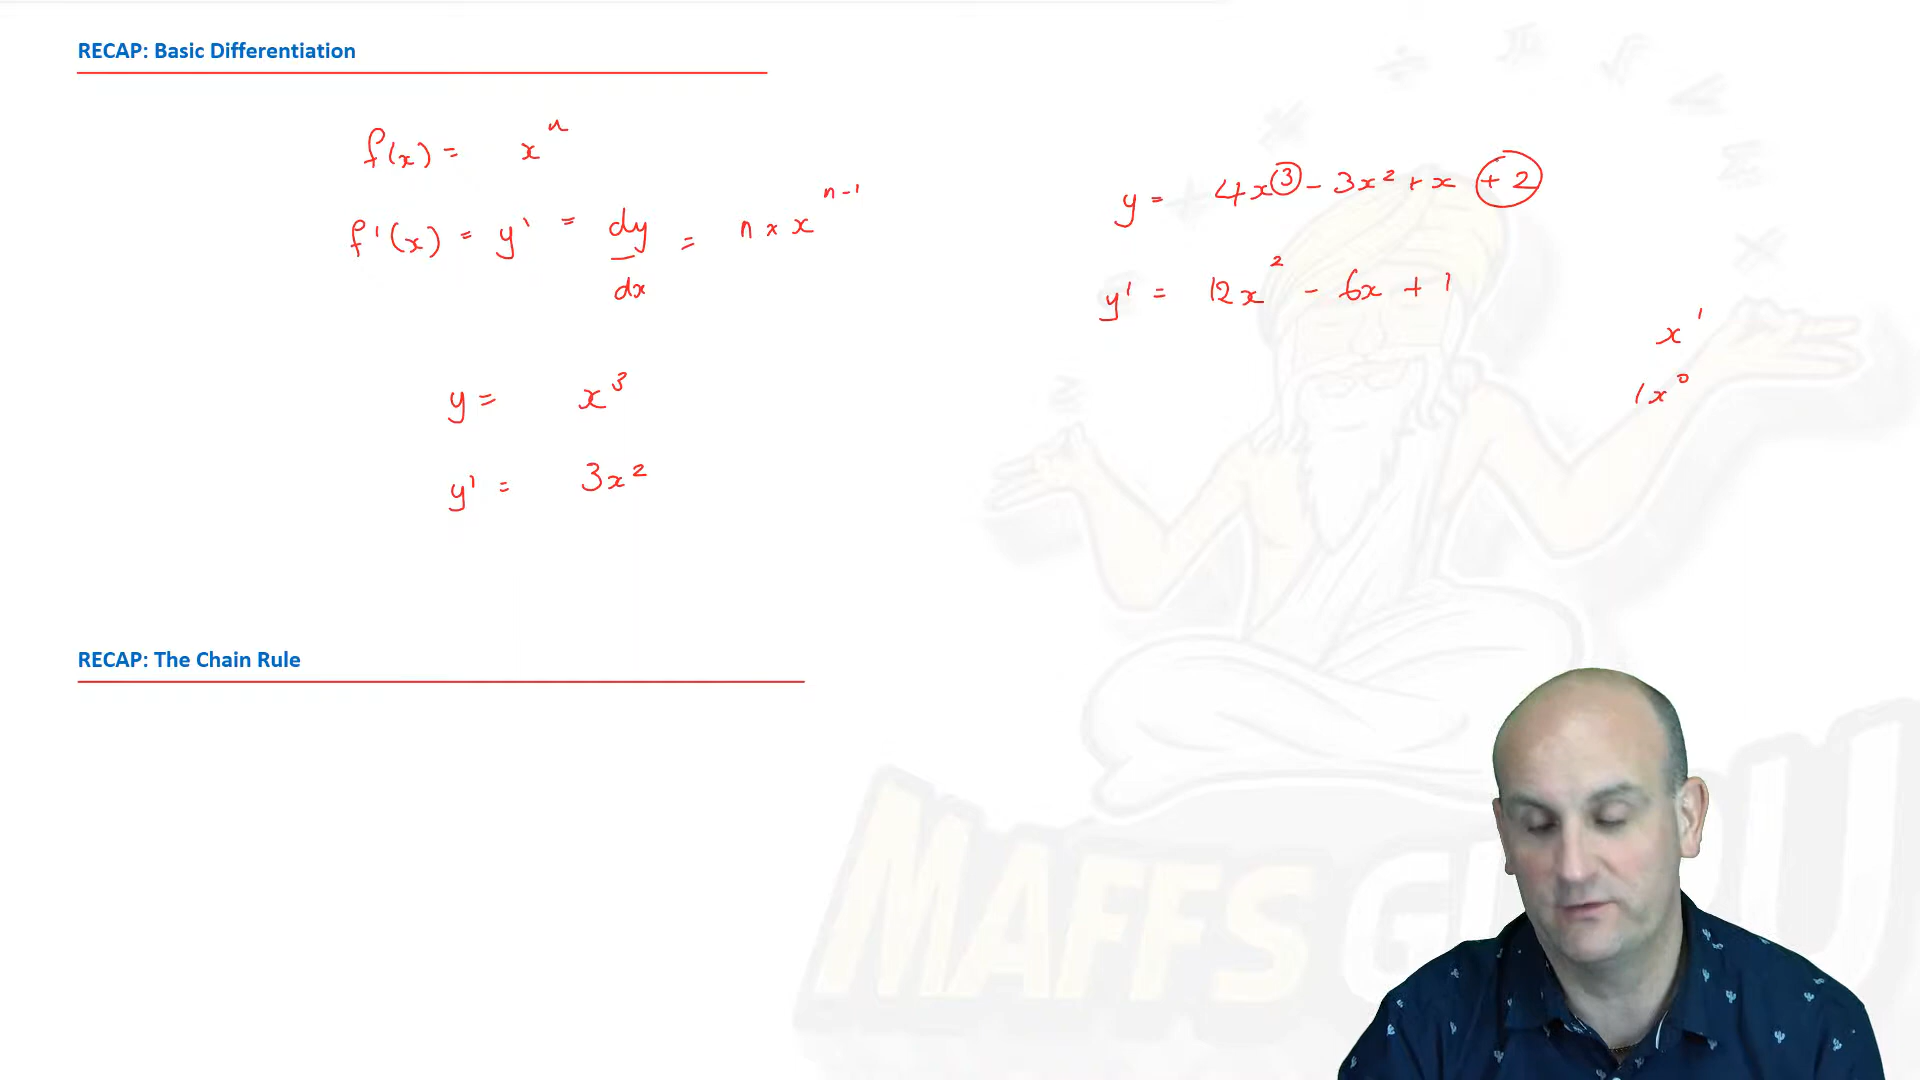 RECAP: Basic Differentiation
f(x) = x^n
f'(x) = y' = dy/dx = n × x^(n-1)
y = x³
y' = 3x²
y = 4x³ - 3x² + x + 2
y' = 12x² - 6x + 1
x¹
1x⁰
RECAP: The Chain Rule
MAFFS GURU